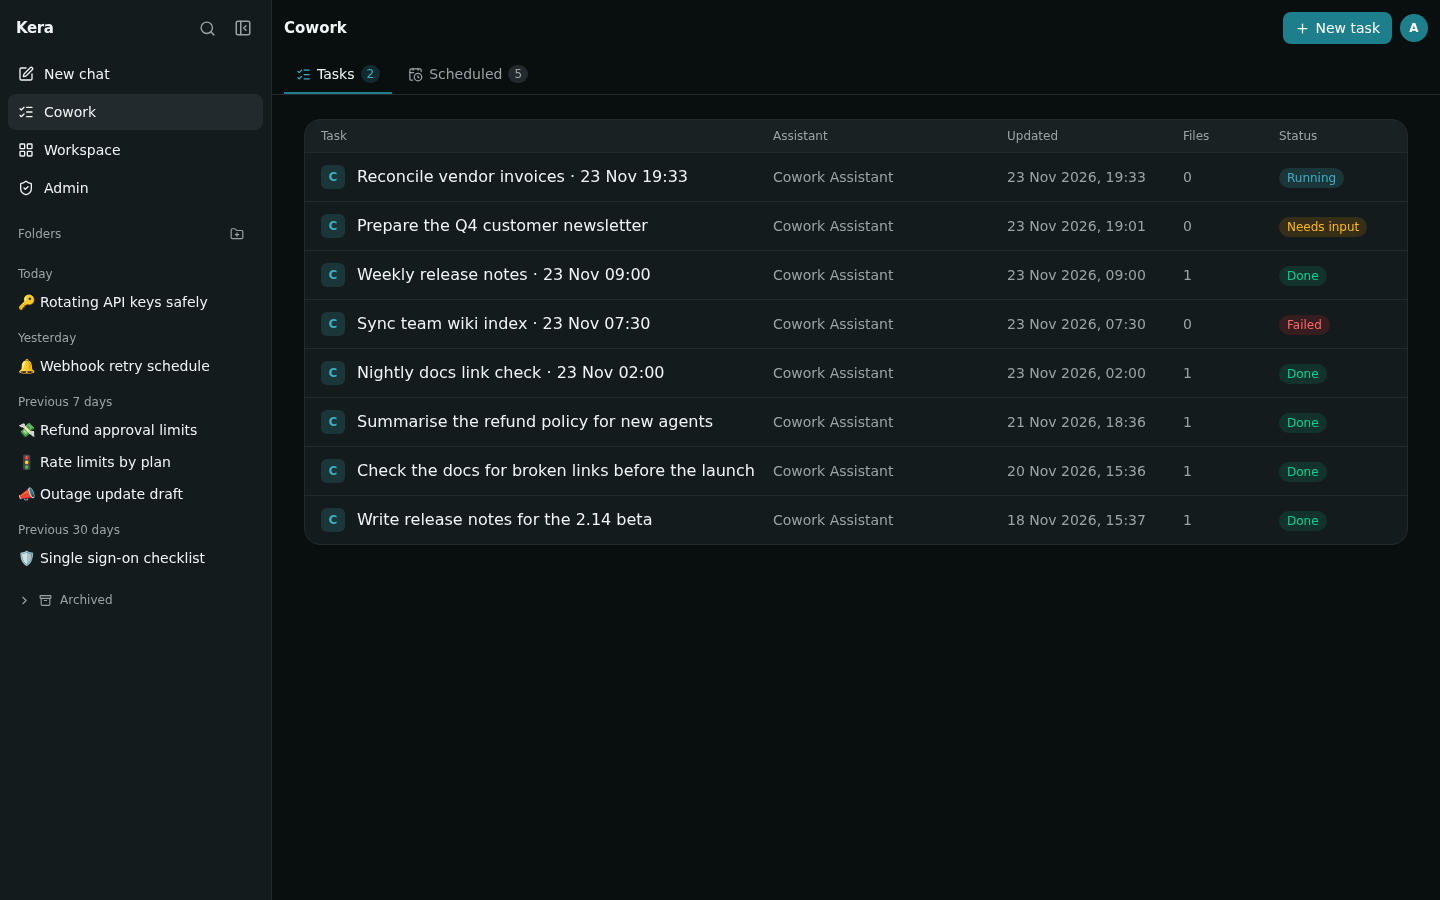 Kera
New chat
Cowork
Workspace
Admin
Folders
Today
🔑 Rotating API keys safely
Yesterday
🔔 Webhook retry schedule
Previous 7 days
💸 Refund approval limits
🚦 Rate limits by plan
📣 Outage update draft
Previous 30 days
🛡️ Single sign-on checklist
Archived
Cowork
New task
A
Tasks 2
Scheduled 5
Task Assistant Updated Files Status
C Reconcile vendor invoices · 23 Nov 19:33 Cowork Assistant 23 Nov 2026, 19:33 0 Running
C Prepare the Q4 customer newsletter Cowork Assistant 23 Nov 2026, 19:01 0 Needs input
C Weekly release notes · 23 Nov 09:00 Cowork Assistant 23 Nov 2026, 09:00 1 Done
C Sync team wiki index · 23 Nov 07:30 Cowork Assistant 23 Nov 2026, 07:30 0 Failed
C Nightly docs link check · 23 Nov 02:00 Cowork Assistant 23 Nov 2026, 02:00 1 Done
C Summarise the refund policy for new agents Cowork Assistant 21 Nov 2026, 18:36 1 Done
C Check the docs for broken links before the launch Cowork Assistant 20 Nov 2026, 15:36 1 Done
C Write release notes for the 2.14 beta Cowork Assistant 18 Nov 2026, 15:37 1 Done